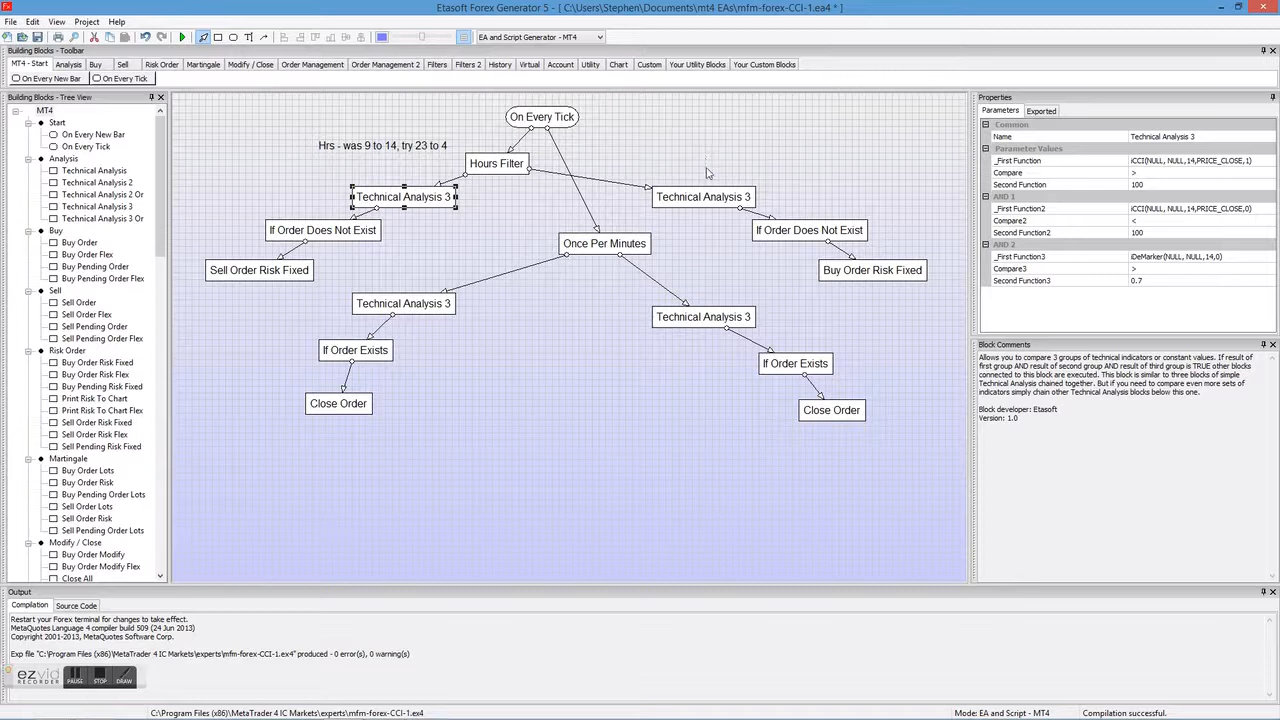 Etasoft Forex Generator 5 - [ C:\Users\Stephen\Documents\mt4 EAs\mfm-forex-CCI-1.ea4 * ]
File Edit View Project Help
EA and Script Generator - MT4
Building Blocks - Toolbar
MT4 - Start Analysis Buy Sell Risk Order Martingale Modify / Close Order Management Order Management 2 Filters Filters 2 History Virtual Account Utility Chart Custom Your Utility Blocks Your Custom Blocks
On Every New Bar On Every Tick
Building Blocks - Tree View
MT4
Start
On Every New Bar
On Every Tick
Analysis
Technical Analysis
Technical Analysis 2
Technical Analysis 2 Or
Technical Analysis 3
Technical Analysis 3 Or
Buy
Buy Order
Buy Order Flex
Buy Pending Order
Buy Pending Order Flex
Sell
Sell Order
Sell Order Flex
Sell Pending Order
Sell Pending Order Flex
Risk Order
Buy Order Risk Fixed
Buy Order Risk Flex
Buy Pending Risk Fixed
Print Risk To Chart
Print Risk To Chart Flex
Sell Order Risk Fixed
Sell Order Risk Flex
Sell Pending Risk Fixed
Martingale
Buy Order Lots
Buy Order Risk
Buy Pending Order Lots
Sell Order Lots
Sell Order Risk
Sell Pending Order Lots
Modify / Close
Buy Order Modify
Buy Order Modify Flex
Close All
On Every Tick
Hrs - was 9 to 14, try 23 to 4
Hours Filter
Technical Analysis 3
Technical Analysis 3
If Order Does Not Exist
If Order Does Not Exist
Once Per Minutes
Sell Order Risk Fixed
Buy Order Risk Fixed
Technical Analysis 3
Technical Analysis 3
If Order Exists
If Order Exists
Close Order
Close Order
Properties
Parameters Exported
Common
Name Technical Analysis 3
Parameter Values
_First Function iCCI(NULL, NULL,14,PRICE_CLOSE,1)
Compare >
Second Function 100
AND 1
_First Function2 iCCI(NULL, NULL,14,PRICE_CLOSE,0)
Compare2 <
Second Function2 100
AND 2
_First Function3 iDeMarker(NULL, NULL,14,0)
Compare3 >
Second Function3 0.7
Block Comments
Allows you to compare 3 groups of technical indicators or constant values. If result of
first group AND result of second group AND result of third group is TRUE other blocks
connected to this block are executed. This block is similar to three blocks of simple
Technical Analysis chained together. But if you need to compare even more sets of
indicators simply chain other Technical Analysis blocks below this one.
Block developer: Etasoft
Version: 1.0
Output
Compilation Source Code
Restart your Forex terminal for changes to take effect.
MetaQuotes Language 4 compiler build 509 (24 Jun 2013)
Copyright 2001-2013, MetaQuotes Software Corp.
Exp file "C:\Program Files (x86)\MetaTrader 4 IC Markets\experts\mfm-forex-CCI-1.ex4" produced - 0 error(s), 0 warning(s)
ezvid
RECORDER
PAUSE STOP DRAW
C:\Program Files (x86)\MetaTrader 4 IC Markets\experts\mfm-forex-CCI-1.ex4
Mode: EA and Script - MT4
Compilation successful.